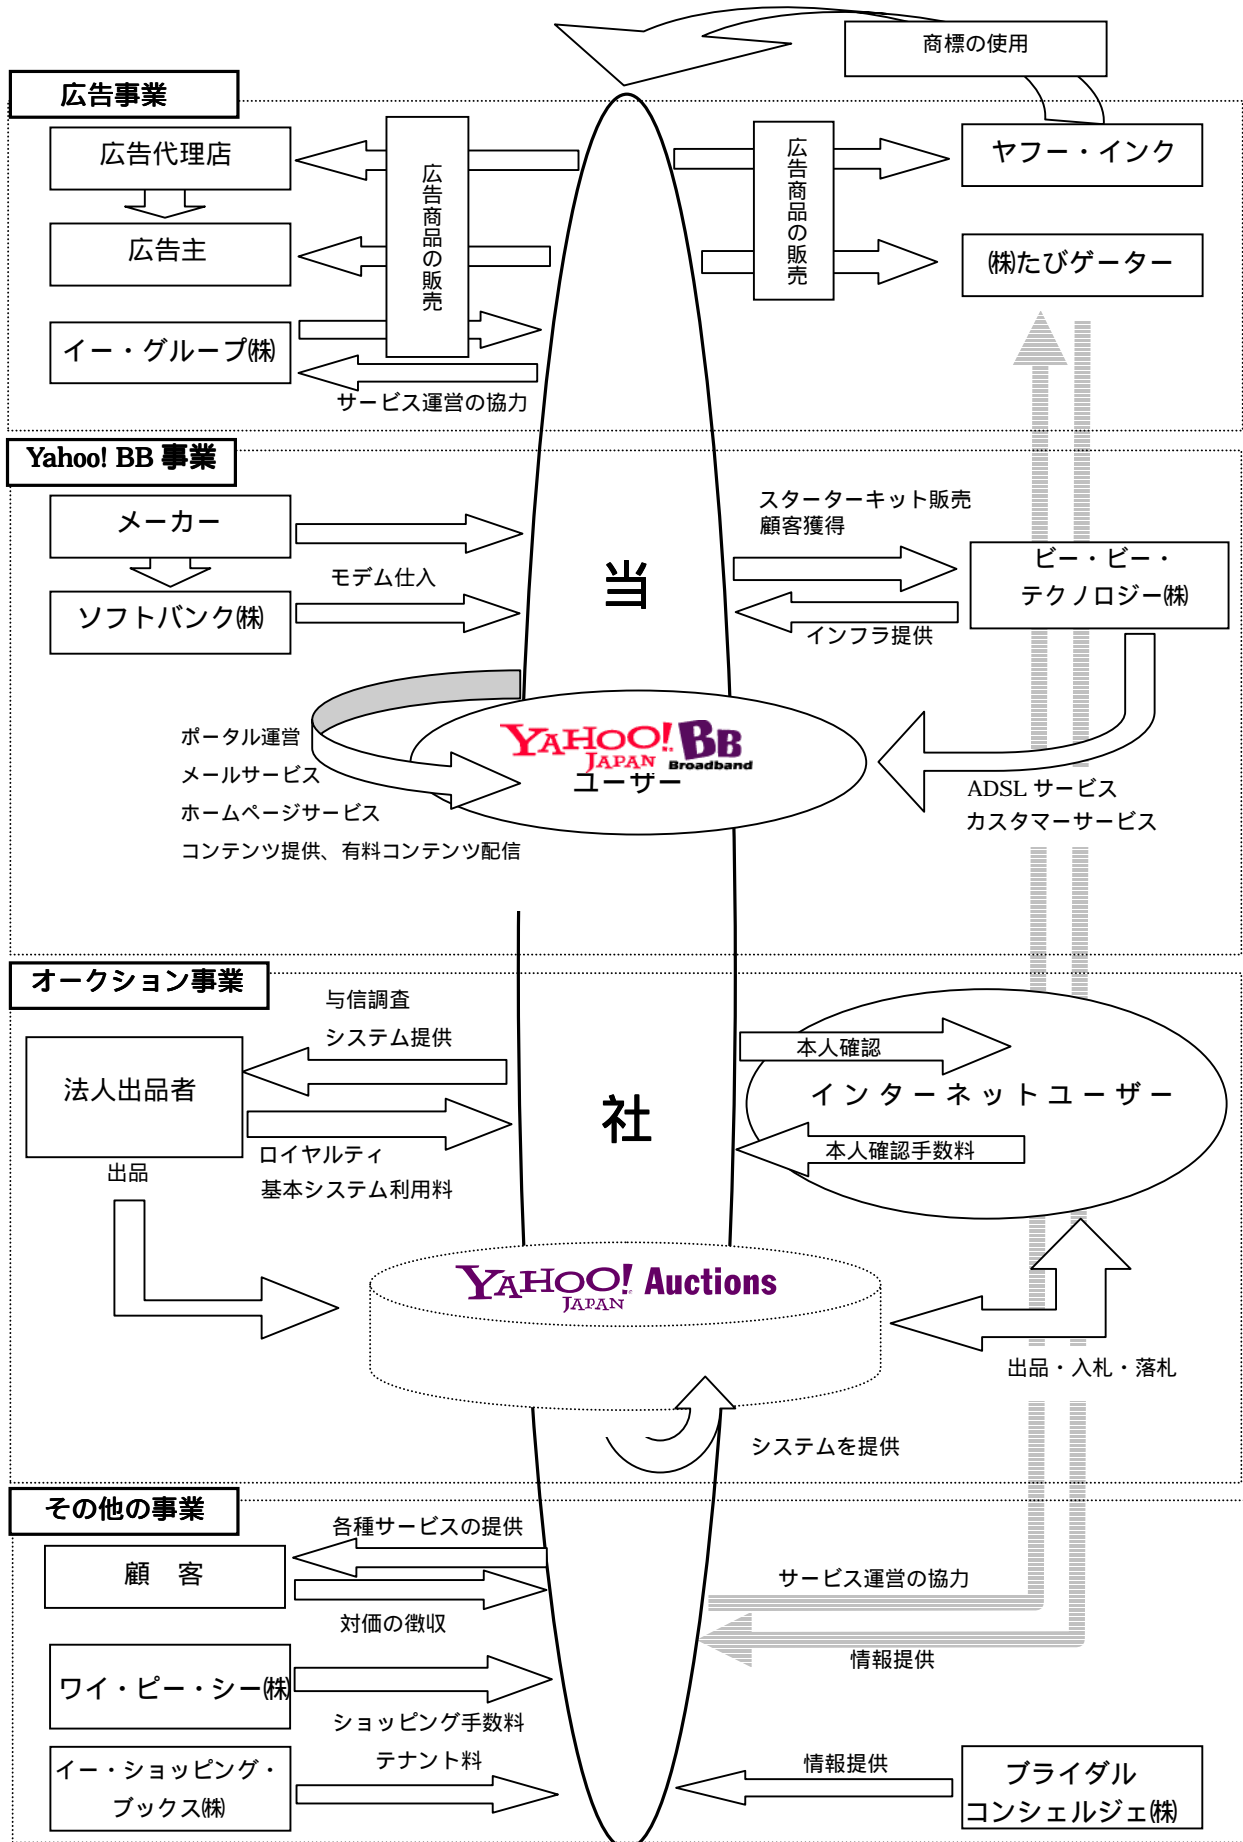 商標の使用
広告事業
広告代理店
広告主
イー・グループ㈱
広告商品の販売
サービス運営の協力
広告商品の販売
ヤフー・インク
㈱たびゲーター
Yahoo! BB 事業
メーカー
ソフトバンク㈱
モデム仕入
当
スターターキット販売
顧客獲得
インフラ提供
ビー・ビー・
テクノロジー㈱
ポータル運営
メールサービス
ホームページサービス
コンテンツ提供、有料コンテンツ配信
YAHOO! BB
JAPAN Broadband
ユーザー
ADSL サービス
カスタマーサービス
オークション事業
与信調査
システム提供
法人出品者
ロイヤルティ
基本システム利用料
出品
社
本人確認
インターネットユーザー
本人確認手数料
YAHOO! Auctions
JAPAN
出品・入札・落札
システムを提供
その他の事業
各種サービスの提供
顧　客
対価の徴収
サービス運営の協力
情報提供
ワイ・ピー・シー㈱
ショッピング手数料
テナント料
イー・ショッピング・
ブックス㈱
情報提供
ブライダル
コンシェルジェ㈱